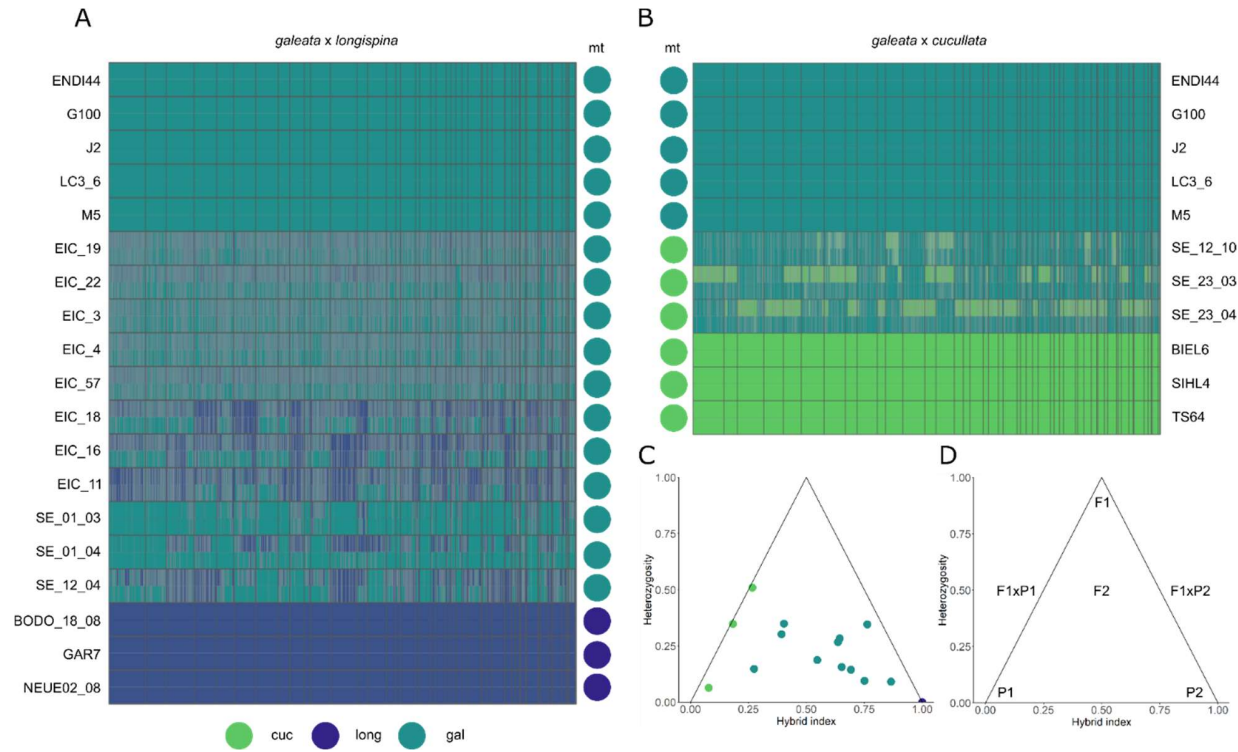 A
galeata x longispina
mt
ENDI44
G100
J2
LC3_6
M5
EIC_19
EIC_22
EIC_3
EIC_4
EIC_57
EIC_18
EIC_16
EIC_11
SE_01_03
SE_01_04
SE_12_04
BODO_18_08
GAR7
NEUE02_08
cuc long gal
B
galeata x cucullata
mt
ENDI44
G100
J2
LC3_6
M5
SE_12_10
SE_23_03
SE_23_04
BIEL6
SIHL4
TS64
C
1.00
0.75
0.50
0.25
0.00
Heterozygosity
0.00 0.25 0.50 0.75 1.00
Hybrid index
D
1.00
0.75
0.50
0.25
0.00
Heterozygosity
F1
F1xP1 F2 F1xP2
P1 P2
0.00 0.25 0.50 0.75 1.00
Hybrid index